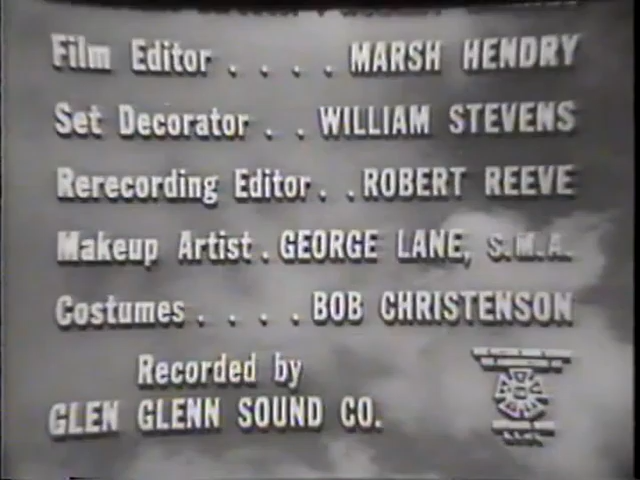 Film Editor . . . . MARSH HENDRY
Set Decorator . . WILLIAM STEVENS
Rerecording Editor . . ROBERT REEVE
Makeup Artist . GEORGE LANE, S.M.A.
Costumes . . . . BOB CHRISTENSON
Recorded by
GLEN GLENN SOUND CO.